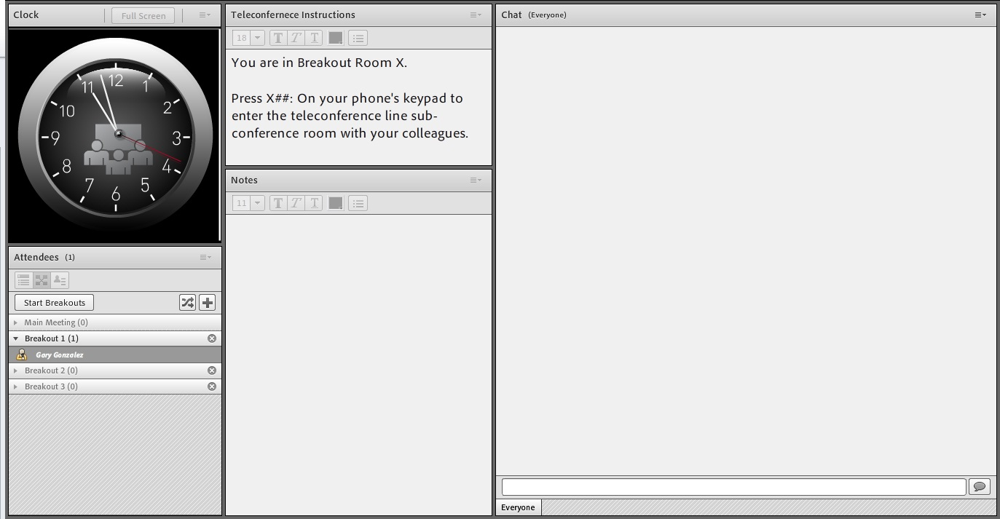 Clock
Full Screen
12
1
2
3
4
5
6
7
8
9
10
11
Attendees (1)
Start Breakouts
Main Meeting (0)
Breakout 1 (1)
Gary Gonzolez
Breakout 2 (0)
Breakout 3 (0)
Teleconfernece Instructions
18 T T T
You are in Breakout Room X.
Press X##: On your phone's keypad to
enter the teleconference line sub-
conference room with your colleagues.
Notes
11 T T T
Chat (Everyone)
Everyone